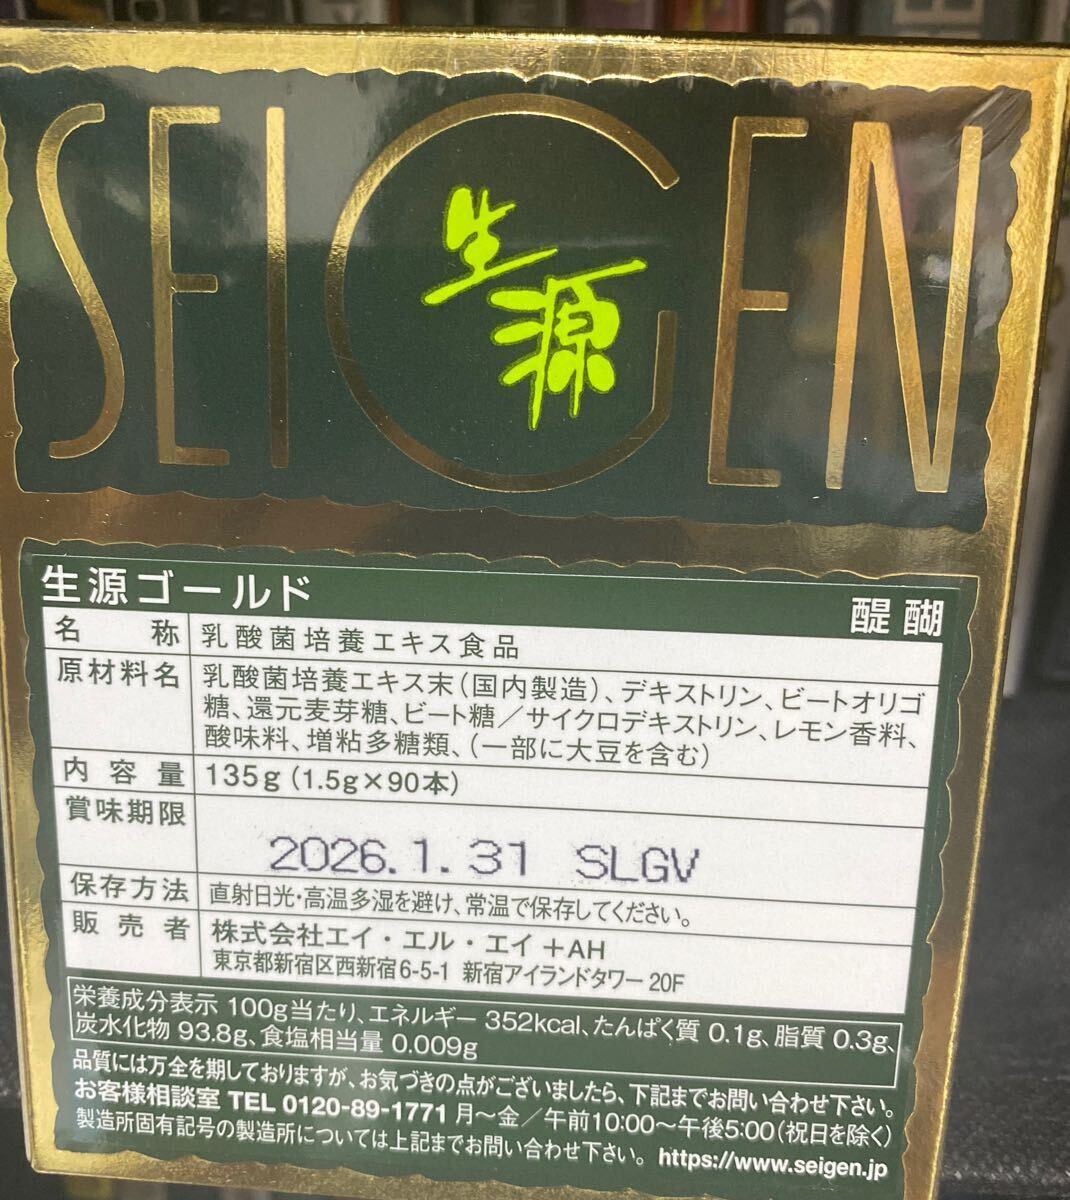 SEIGEN
生源
生源ゴールド 醍醐
名称 乳酸菌培養エキス食品
原材料名 乳酸菌培養エキス末(国内製造)、デキストリン、ビートオリゴ
糖、還元麦芽糖、ビート糖/サイクロデキストリン、レモン香料、
酸味料、増粘多糖類、(一部に大豆を含む)
内容量 135g (1.5g×90本)
賞味期限 2026.1.31 SLGV
保存方法 直射日光・高温多湿を避け、常温で保存してください。
販売者 株式会社エイ・エル・エイ +AH
東京都新宿区西新宿6-5-1 新宿アイランドタワー 20F
栄養成分表示 100g当たり、エネルギー 352kcal、たんぱく質 0.1g、脂質 0.3g、
炭水化物 93.8g、食塩相当量 0.009g
品質には万全を期しておりますが、お気づきの点がございましたら、下記までお問い合わせ下さい。
お客様相談室 TEL 0120-89-1771 月〜金/午前10:00〜午後5:00(祝日を除く)
製造所固有記号の製造所については上記までお問い合わせ下さい。 https://www.seigen.jp